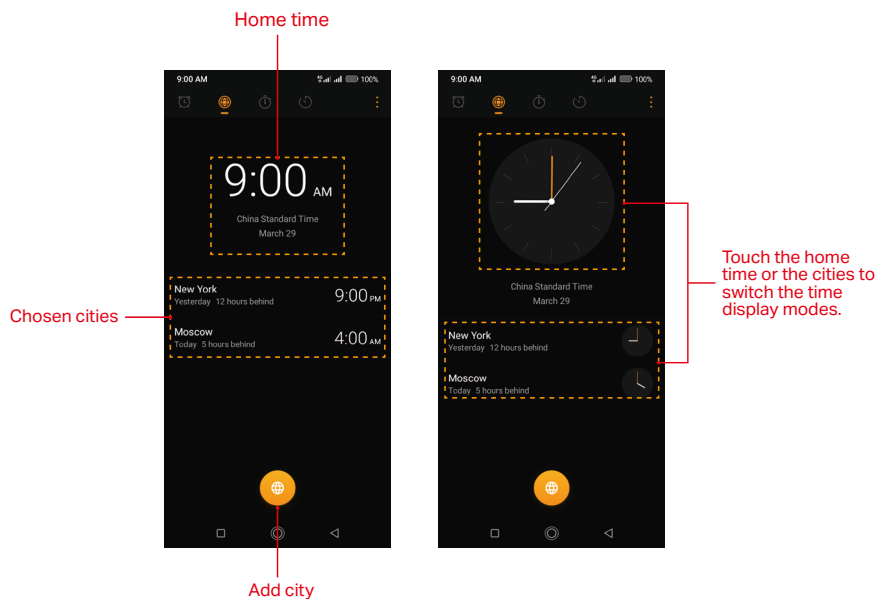 Home time
9:00 AM
4G
100%
9:00 AM
China Standard Time
March 29
New York
Yesterday 12 hours behind
9:00 PM
Moscow
Today 5 hours behind
4:00 AM
Chosen cities
Add city
9:00 AM
4G
100%
China Standard Time
March 29
New York
Yesterday 12 hours behind
Moscow
Today 5 hours behind
Touch the home
time or the cities to
switch the time
display modes.